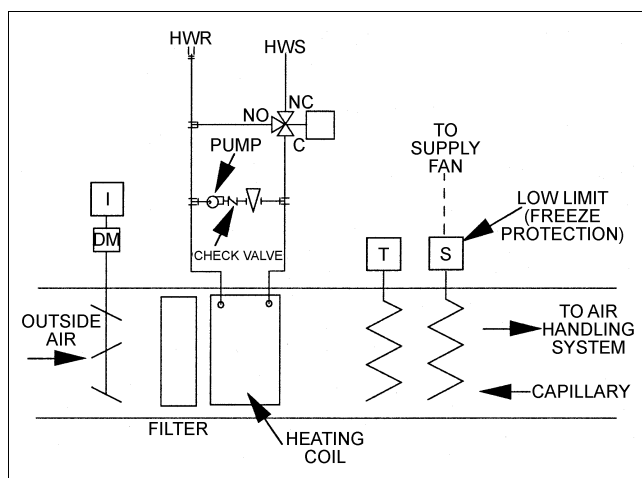 HWR
HWS
NC
NO
C
PUMP
TO
SUPPLY
FAN
I
LOW LIMIT
(FREEZE
PROTECTION)
DM
CHECK VALVE
T
S
OUTSIDE
AIR
TO AIR
HANDLING
SYSTEM
CAPILLARY
FILTER
HEATING
COIL